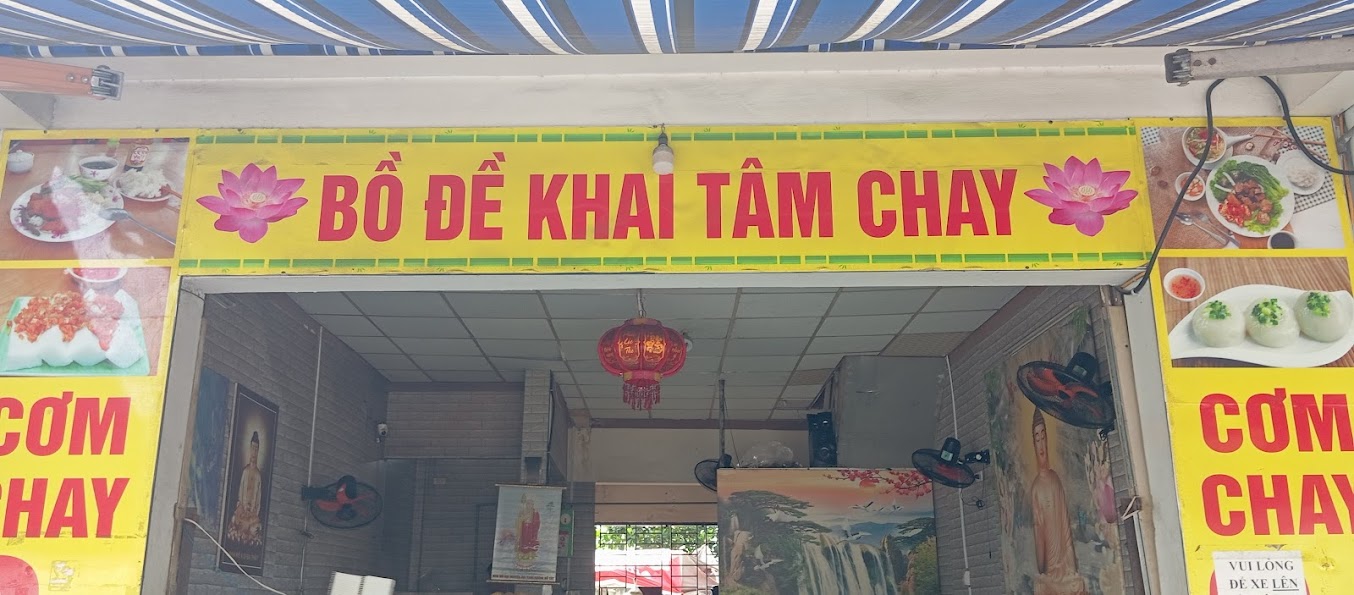 BỒ ĐỀ KHAI TÂM CHAY
CƠM
CHAY
CƠM
CHAY
VUI LÒNG
ĐỂ XE LÊN